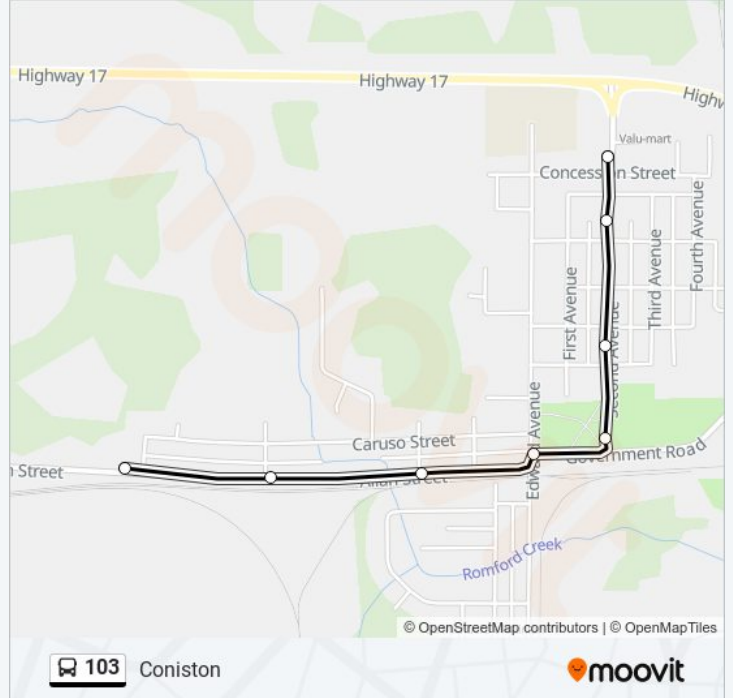 Highway 17
Highway 17
Highw
Valu-mart
Concession Street
Fourth Avenue
Third Avenue
First Avenue
Second Avenue
Edward Avenue
Caruso Street
Government Road
n Street
Allan Street
Romford Creek
© OpenStreetMap contributors | © OpenMapTiles
103 Coniston
moovit